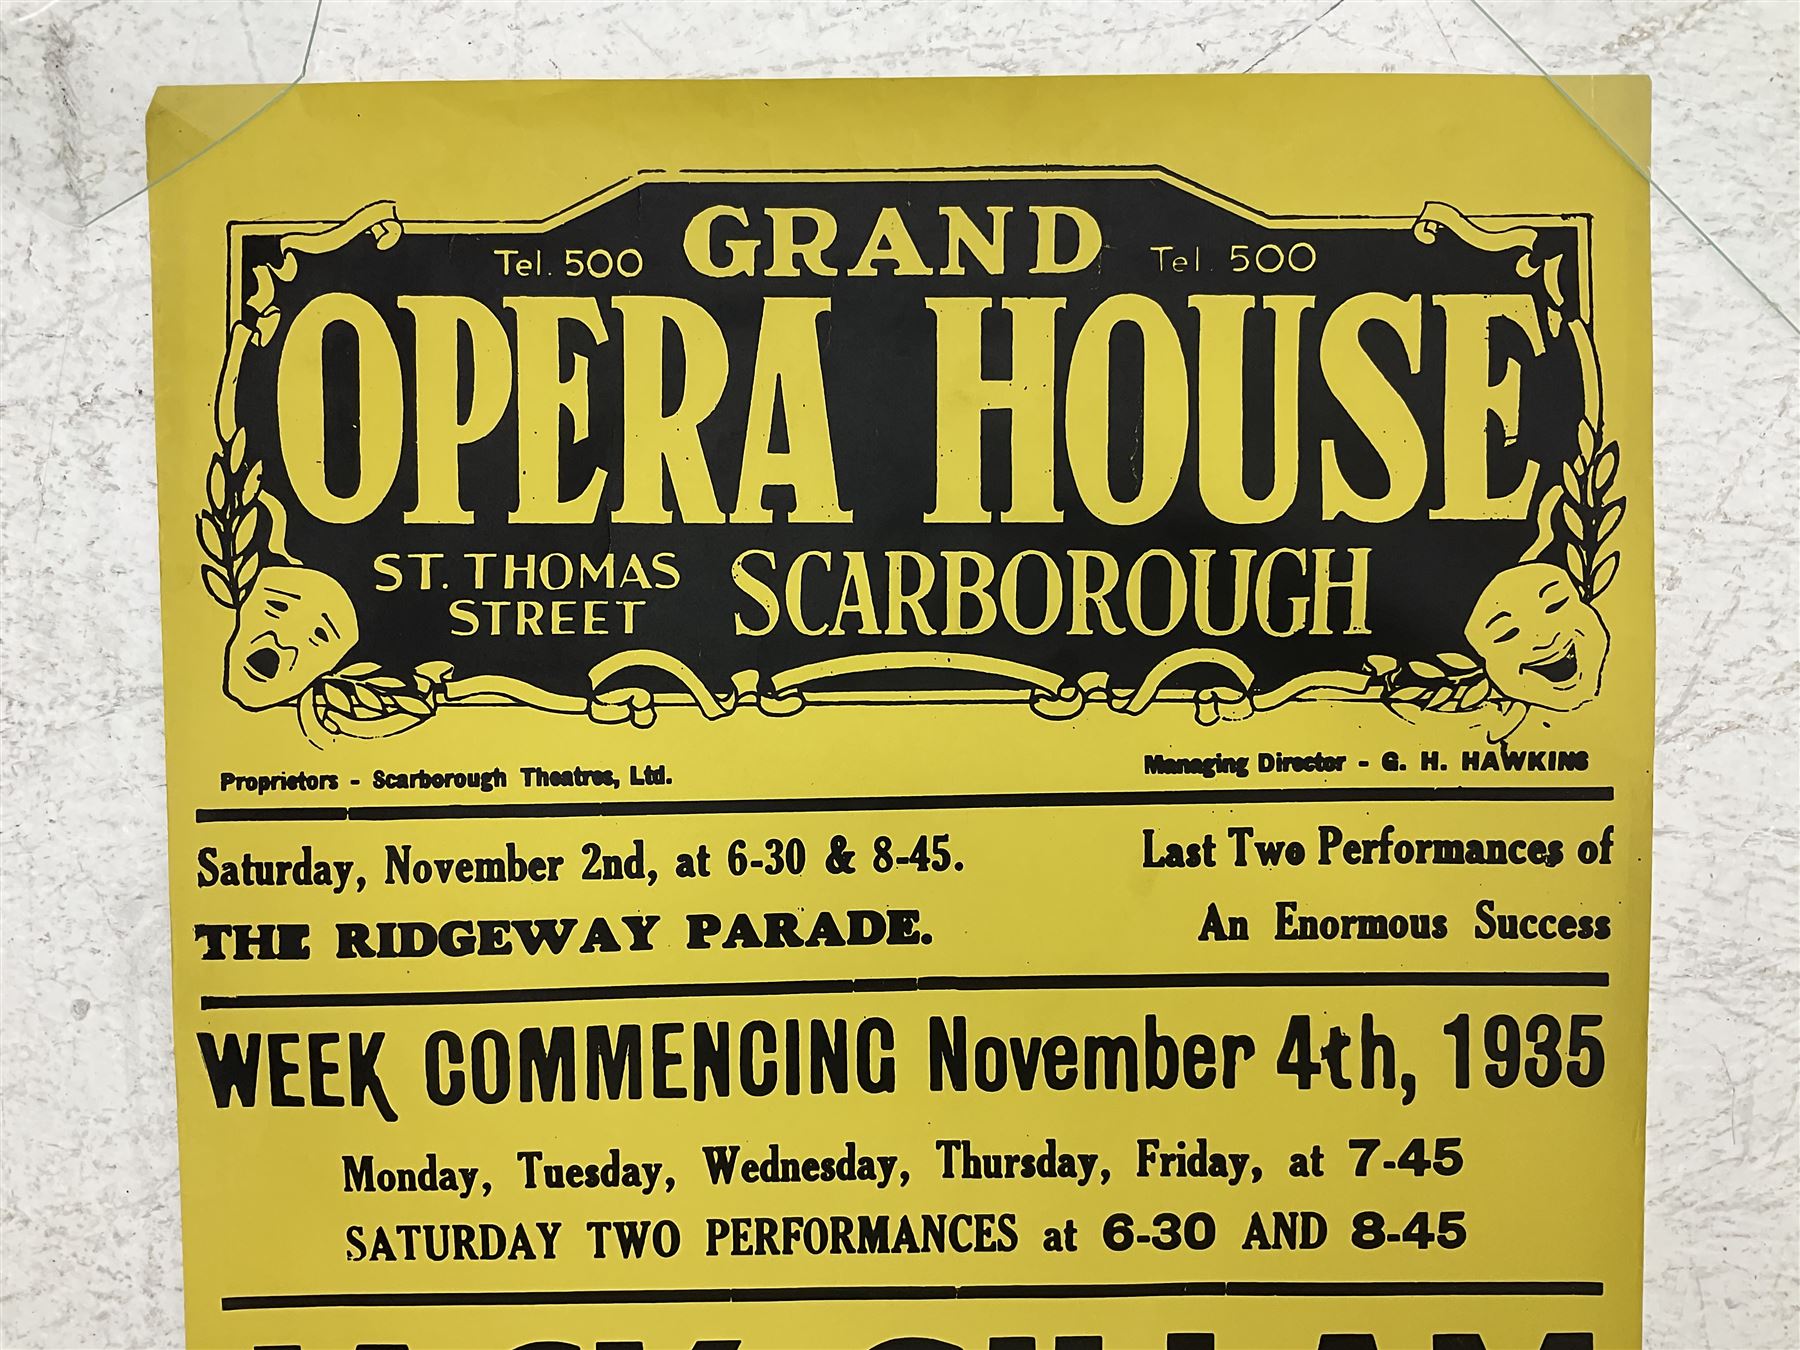 Tel. 500 GRAND Tel. 500
OPERA HOUSE
ST. THOMAS STREET SCARBOROUGH
Proprietors - Scarborough Theatres, Ltd. Managing Director - G. H. HAWKINS
Saturday, November 2nd, at 6-30 & 8-45. Last Two Performances of
THE RIDGEWAY PARADE. An Enormous Success
WEEK COMMENCING November 4th, 1935
Monday, Tuesday, Wednesday, Thursday, Friday, at 7-45
SATURDAY TWO PERFORMANCES at 6-30 AND 8-45